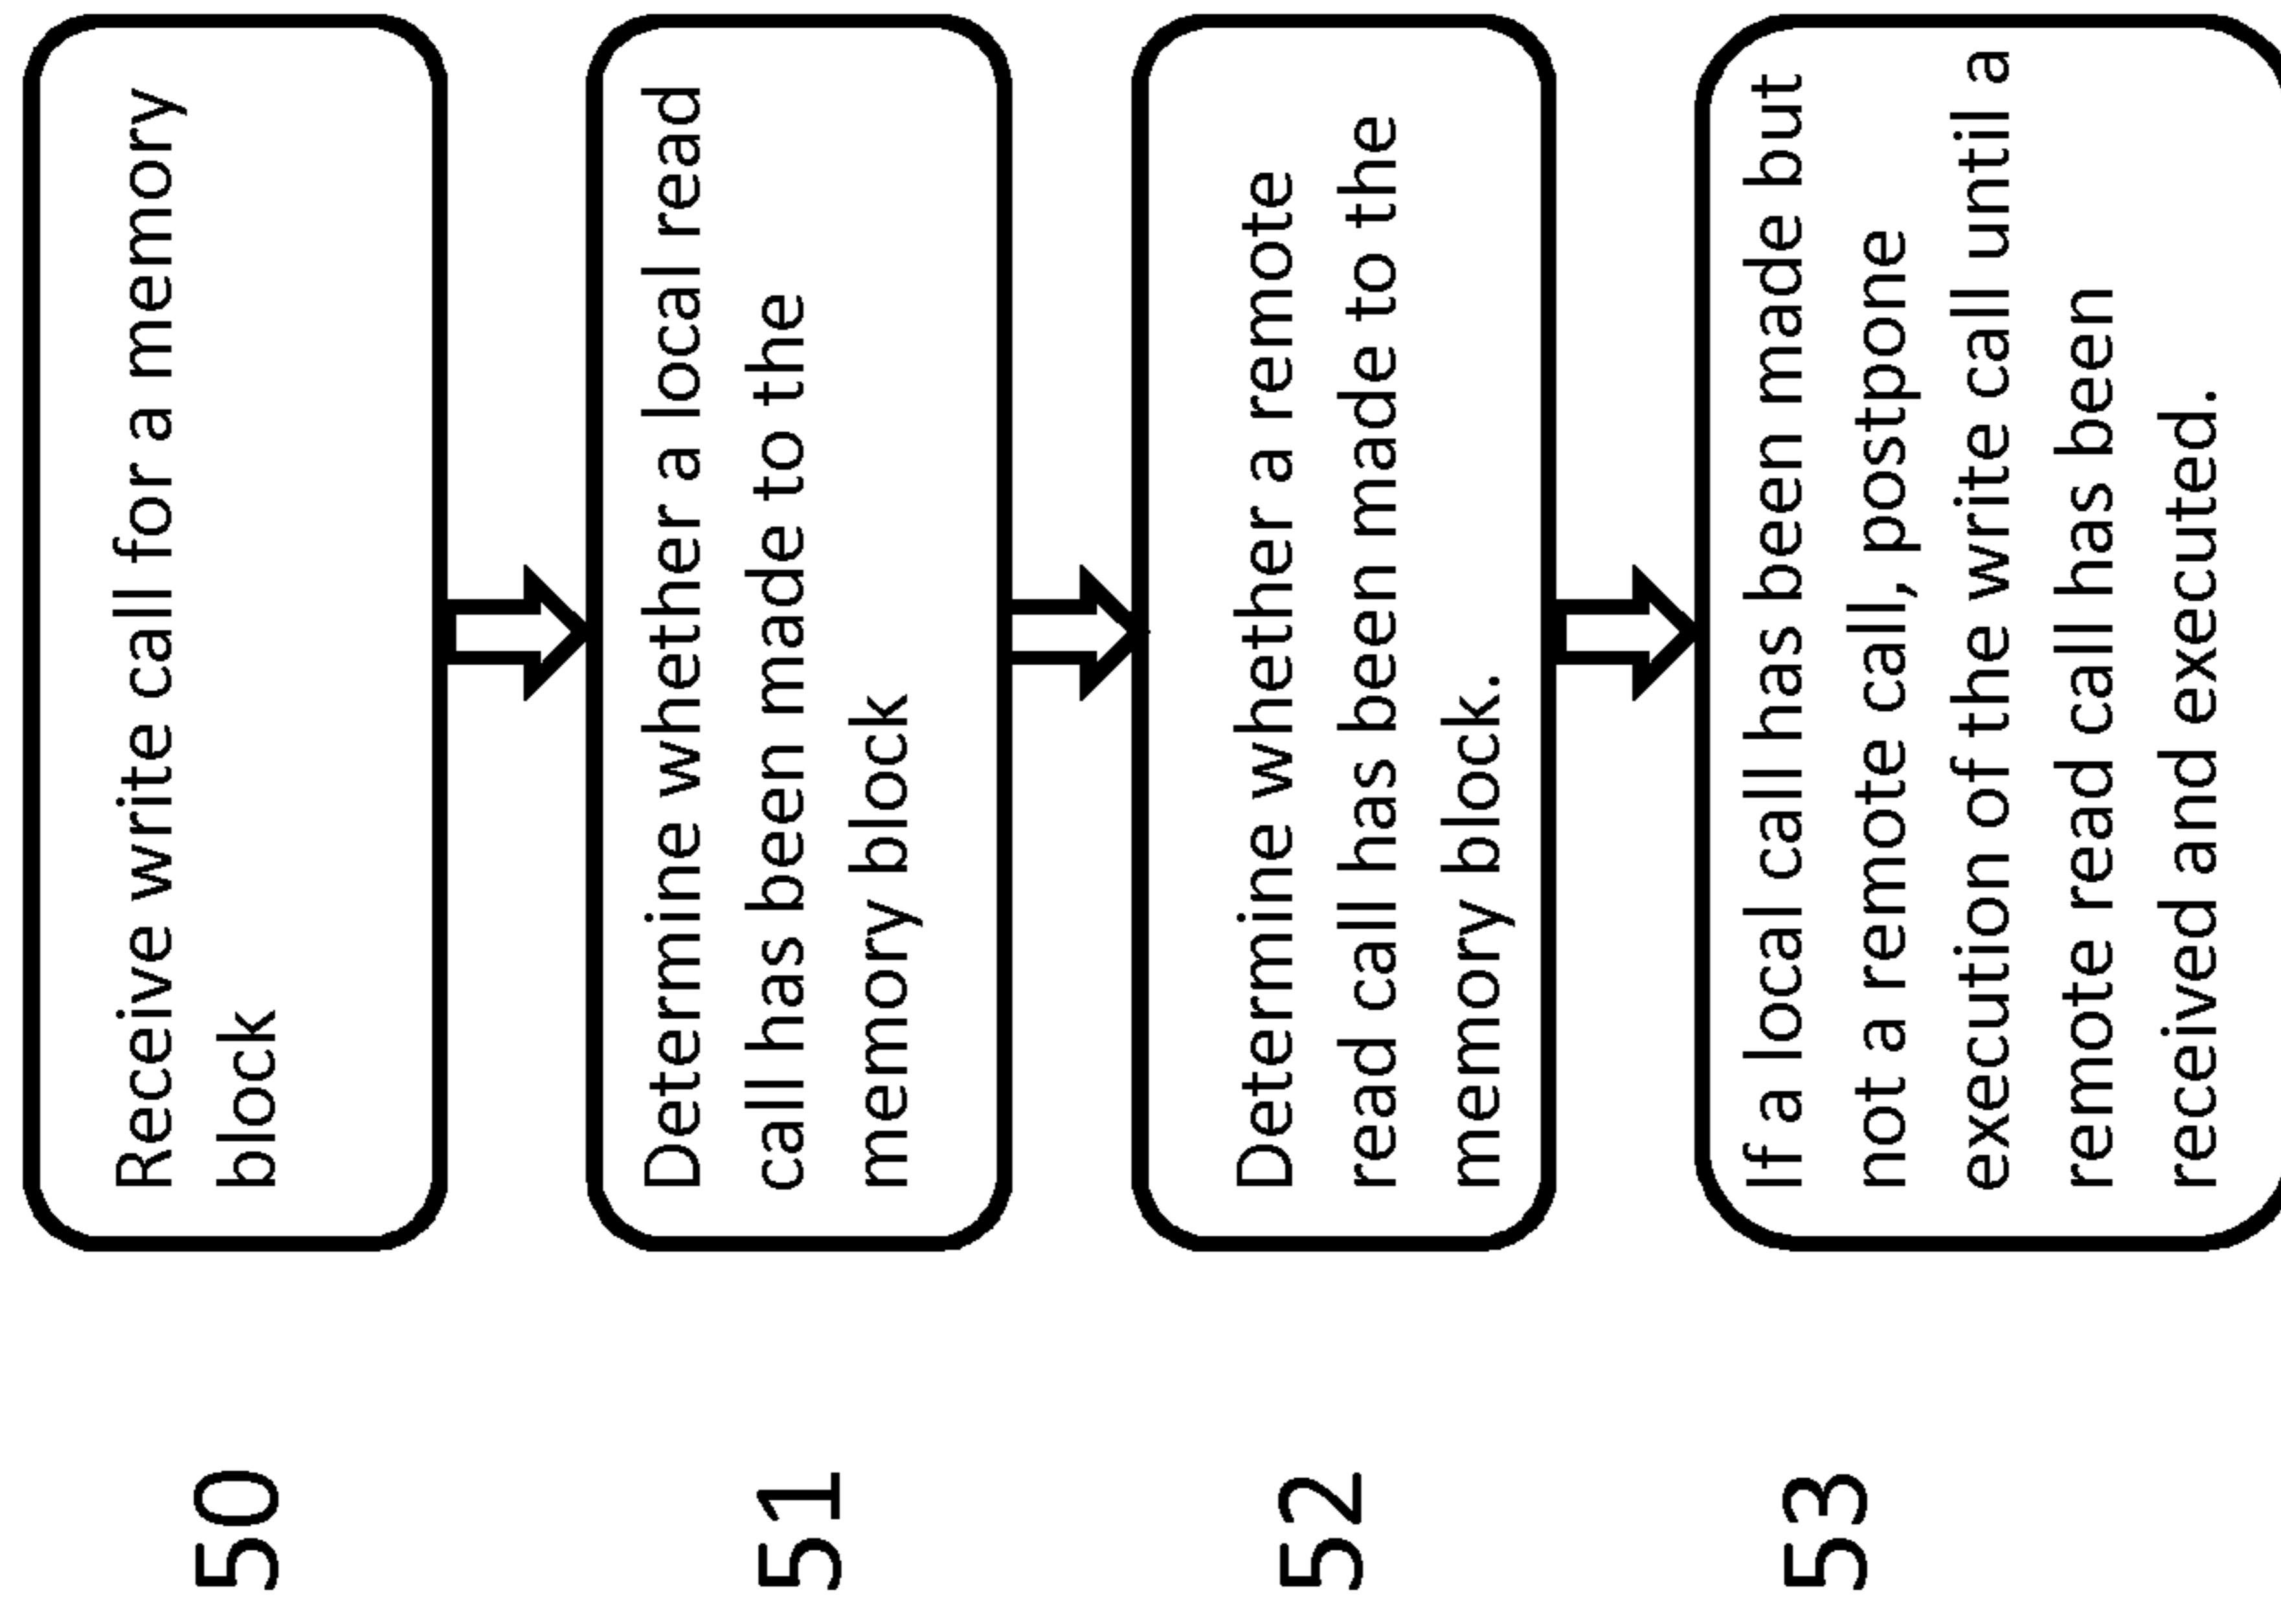 50
Receive write call for a memory
block
51
Determine whether a local read
call has been made to the
memory block
52
Determine whether a remote
read call has been made to the
memory block.
53
If a local call has been made but
not a remote call, postpone
execution of the write call until a
remote read call has been
received and executed.